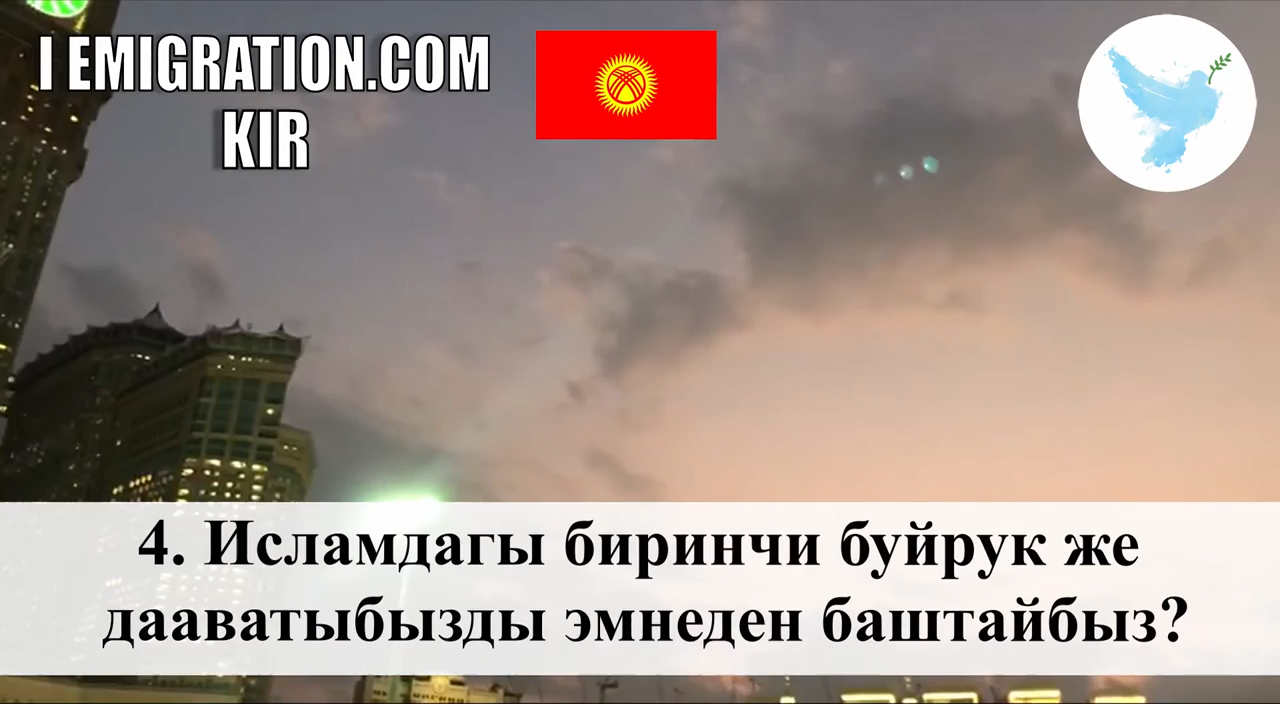 I EMIGRATION.COM
KIR
4. Исламдагы биринчи буйрук же
дааватыбызды эмнеден баштайбыз?